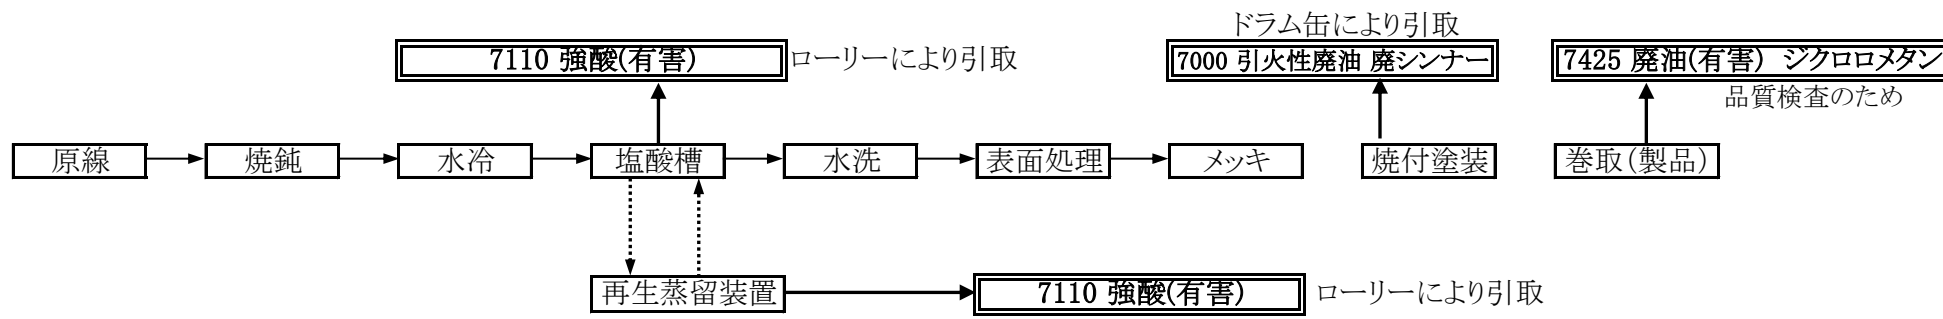 ドラム缶により引取
7110 強酸(有害)
ローリーにより引取
7000 引火性廃油 廃シンナー
7425 廃油(有害) ジクロロメタン
品質検査のため
原線
焼鈍
水冷
塩酸槽
水洗
表面処理
メッキ
焼付塗装
巻取(製品)
再生蒸留装置
7110 強酸(有害)
ローリーにより引取